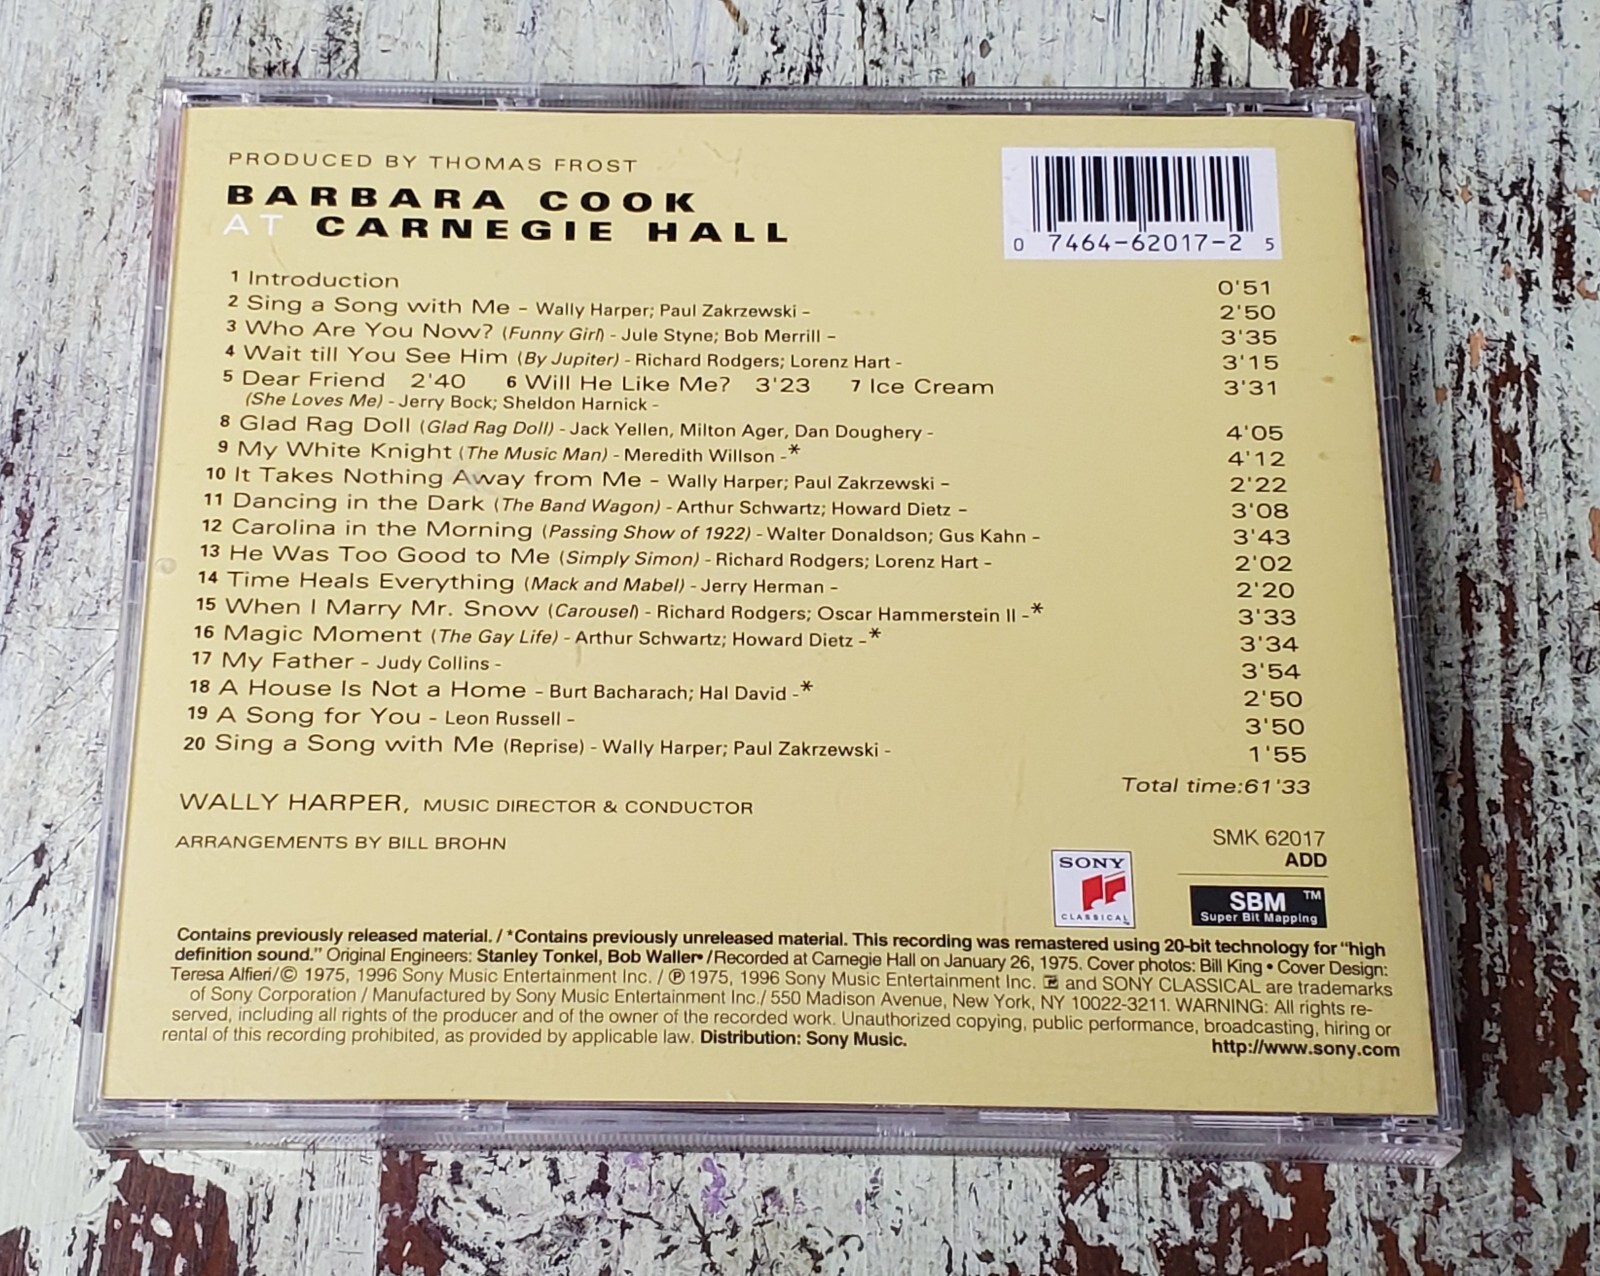 PRODUCED BY THOMAS FROST
BARBARA COOK
AT CARNEGIE HALL
0 7464-62017-2 5
1 Introduction 0'51
2 Sing a Song with Me - Wally Harper; Paul Zakrzewski - 2'50
3 Who Are You Now? (Funny Girl) - Jule Styne; Bob Merrill - 3'35
4 Wait till You See Him (By Jupiter) - Richard Rodgers; Lorenz Hart - 3'15
5 Dear Friend 2'40 6 Will He Like Me? 3'23 7 Ice Cream 3'31
(She Loves Me) - Jerry Bock; Sheldon Harnick -
8 Glad Rag Doll (Glad Rag Doll) - Jack Yellen, Milton Ager, Dan Doughery - 4'05
9 My White Knight (The Music Man) - Meredith Willson -* 4'12
10 It Takes Nothing Away from Me - Wally Harper; Paul Zakrzewski - 2'22
11 Dancing in the Dark (The Band Wagon) - Arthur Schwartz; Howard Dietz - 3'08
12 Carolina in the Morning (Passing Show of 1922) - Walter Donaldson; Gus Kahn - 3'43
13 He Was Too Good to Me (Simply Simon) - Richard Rodgers; Lorenz Hart - 2'02
14 Time Heals Everything (Mack and Mabel) - Jerry Herman - 2'20
15 When I Marry Mr. Snow (Carousel) - Richard Rodgers; Oscar Hammerstein II -* 3'33
16 Magic Moment (The Gay Life) - Arthur Schwartz; Howard Dietz -* 3'34
17 My Father - Judy Collins - 3'54
18 A House Is Not a Home - Burt Bacharach; Hal David -* 2'50
19 A Song for You - Leon Russell - 3'50
20 Sing a Song with Me (Reprise) - Wally Harper; Paul Zakrzewski - 1'55
Total time:61'33
WALLY HARPER, MUSIC DIRECTOR & CONDUCTOR
ARRANGEMENTS BY BILL BROHN
SMK 62017
ADD
SONY
CLASSICAL
SBM ™
Super Bit Mapping
Contains previously released material. / *Contains previously unreleased material. This recording was remastered using 20-bit technology for "high
definition sound." Original Engineers: Stanley Tonkel, Bob Waller• /Recorded at Carnegie Hall on January 26, 1975. Cover photos: Bill King • Cover Design:
Teresa Alfieri/© 1975, 1996 Sony Music Entertainment Inc. / ℗ 1975, 1996 Sony Music Entertainment Inc. and SONY CLASSICAL are trademarks
of Sony Corporation / Manufactured by Sony Music Entertainment Inc./ 550 Madison Avenue, New York, NY 10022-3211. WARNING: All rights re-
served, including all rights of the producer and of the owner of the recorded work. Unauthorized copying, public performance, broadcasting, hiring or
rental of this recording prohibited, as provided by applicable law. Distribution: Sony Music.
http://www.sony.com